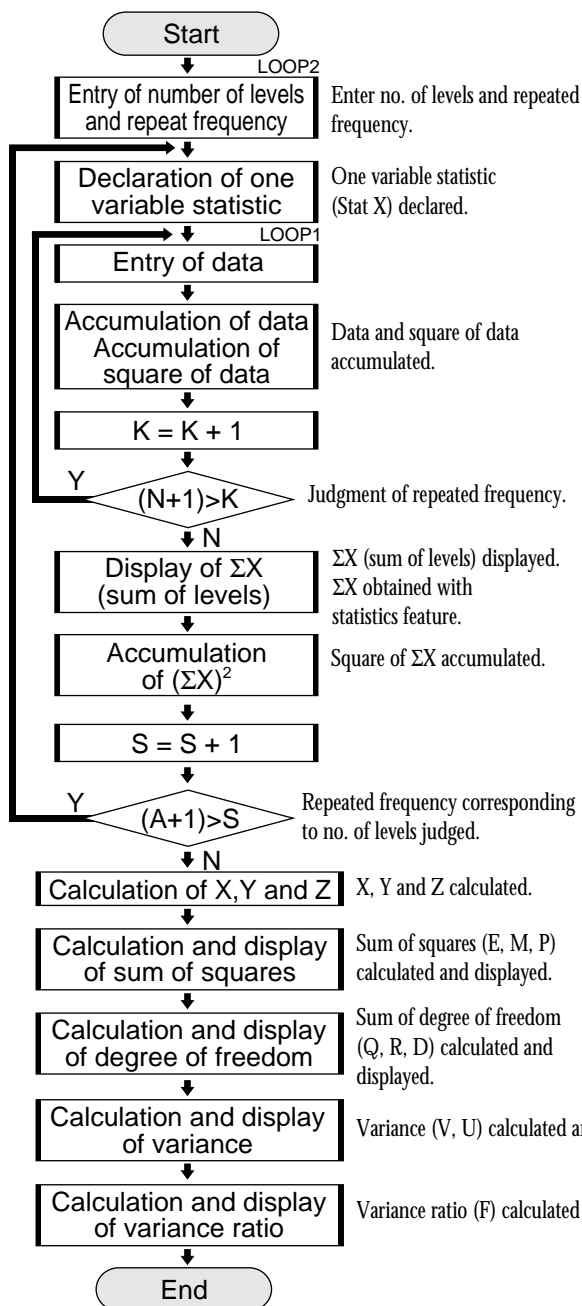 Start
LOOP2
Entry of number of levels
and repeat frequency
Enter no. of levels and repeated
frequency.
Declaration of one
variable statistic
One variable statistic
(Stat X) declared.
LOOP1
Entry of data
Accumulation of data
Accumulation of
square of data
Data and square of data
accumulated.
K = K + 1
Y
(N+1)>K
Judgment of repeated frequency.
N
Display of ΣX
(sum of levels)
ΣX (sum of levels) displayed.
ΣX obtained with
statistics feature.
Accumulation
of (ΣX)²
Square of ΣX accumulated.
S = S + 1
Y
(A+1)>S
Repeated frequency corresponding
to no. of levels judged.
N
Calculation of X,Y and Z
X, Y and Z calculated.
Calculation and display
of sum of squares
Sum of squares (E, M, P)
calculated and displayed.
Calculation and display
of degree of freedom
Sum of degree of freedom
(Q, R, D) calculated and
displayed.
Calculation and display
of variance
Variance (V, U) calculated
Calculation and display
of variance ratio
Variance ratio (F) calculated
End